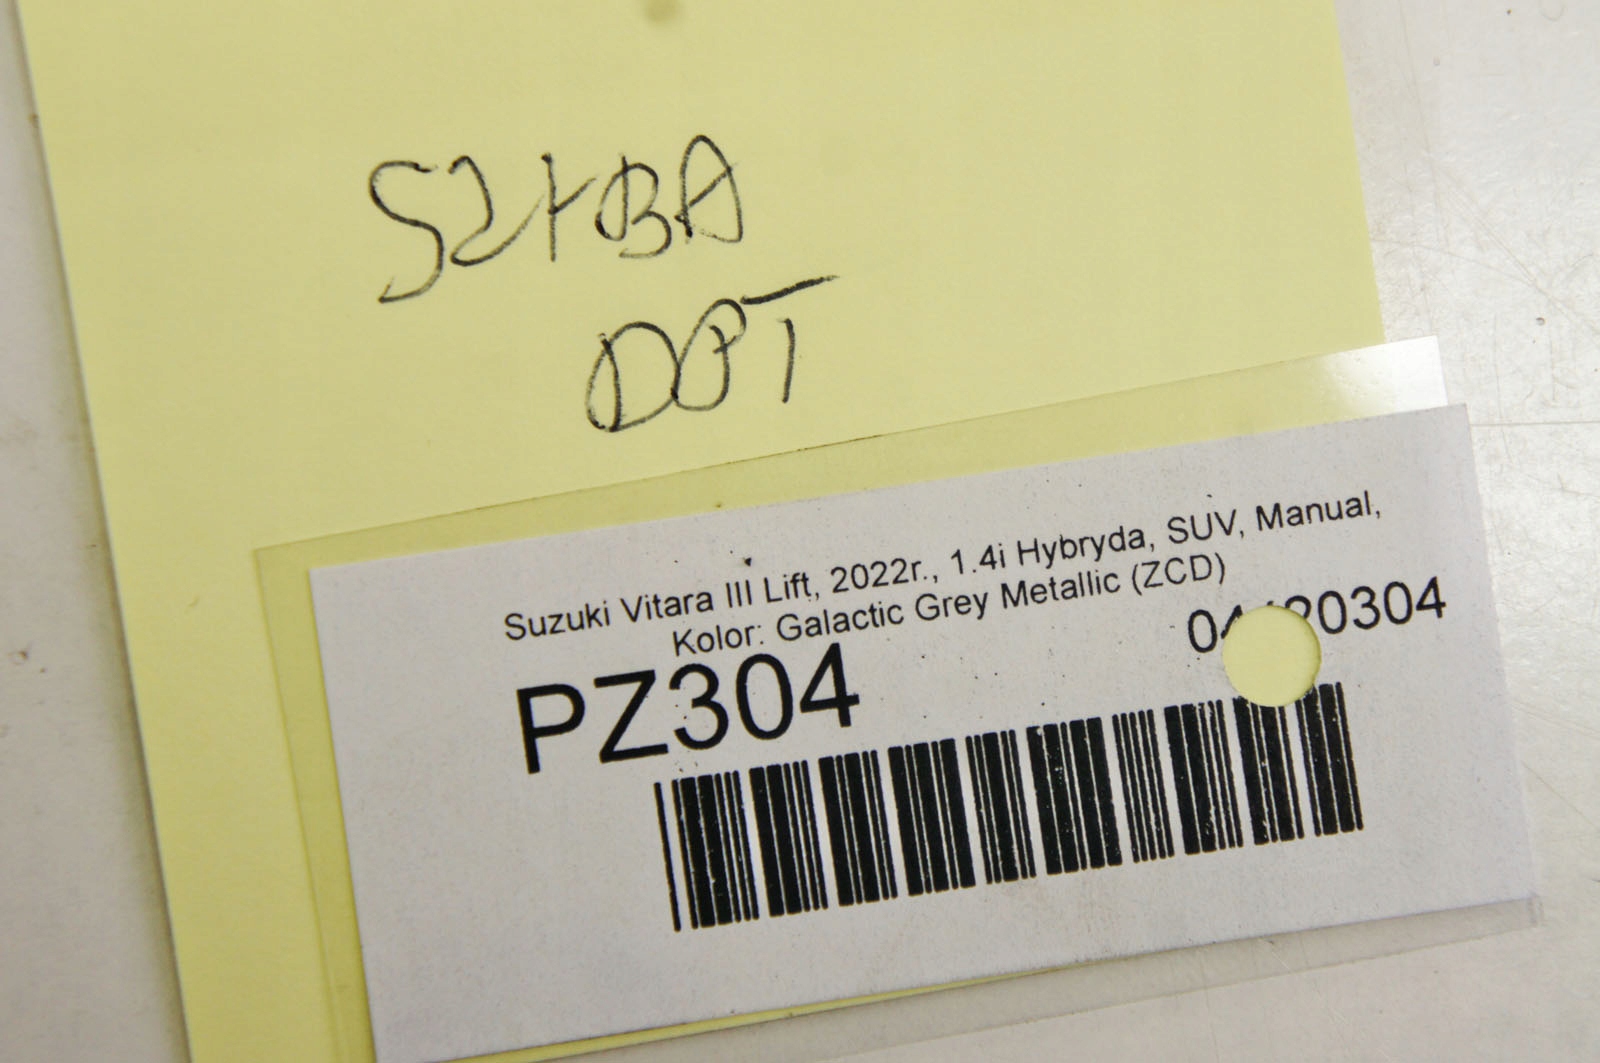 SZYBA
DPT
Suzuki Vitara III Lift, 2022r., 1.4i Hybryda, SUV, Manual,
Kolor: Galactic Grey Metallic (ZCD)
PZ304